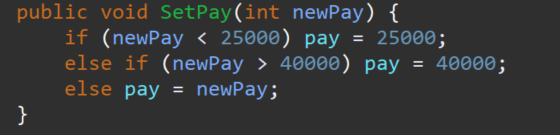 public void SetPay(int newPay) {
    if (newPay < 25000) pay = 25000;
    else if (newPay > 40000) pay = 40000;
    else pay = newPay;
}